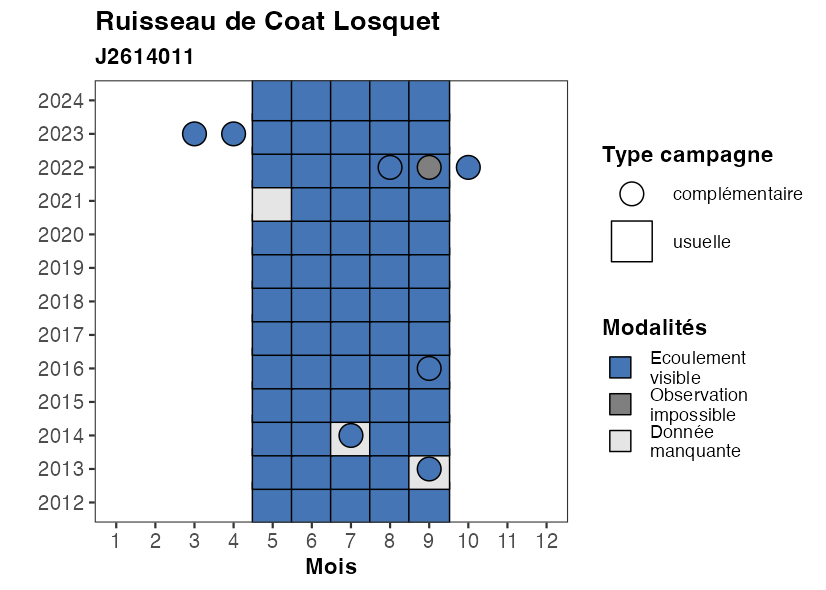 Ruisseau de Coat Losquet
J2614011
2024
2023
2022
2021
2020
2019
2018
2017
2016
2015
2014
2013
2012
1 2 3 4 5 6 7 8 9 10 11 12
Mois
Type campagne
complémentaire
usuelle
Modalités
Ecoulement
visible
Observation
impossible
Donnée
manquante